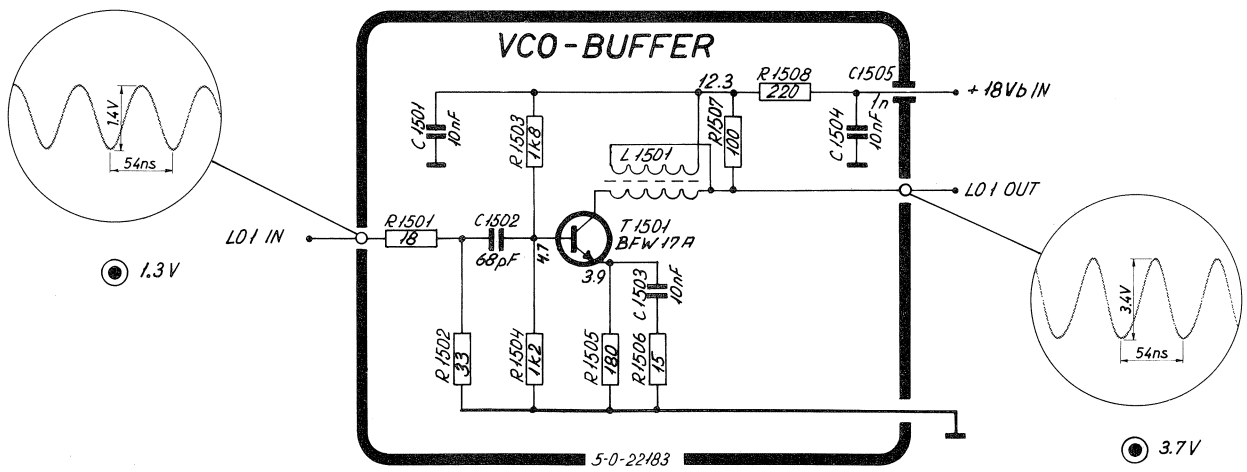 VCO-BUFFER
12.3
R1508
220
C1505
1n
+18Vb IN
C1501
10nF
R1503
1k8
R1507
100
C1504
10nF
1.4V
54ns
L1501
LO1 OUT
R1501
18
C1502
68pF
4.7
T1501
BFW17A
3.9
C1503
10nF
LO1 IN
1.3V
R1502
33
R1504
1k2
R1505
180
R1506
15
3.4V
54ns
3.7V
5-0-22183